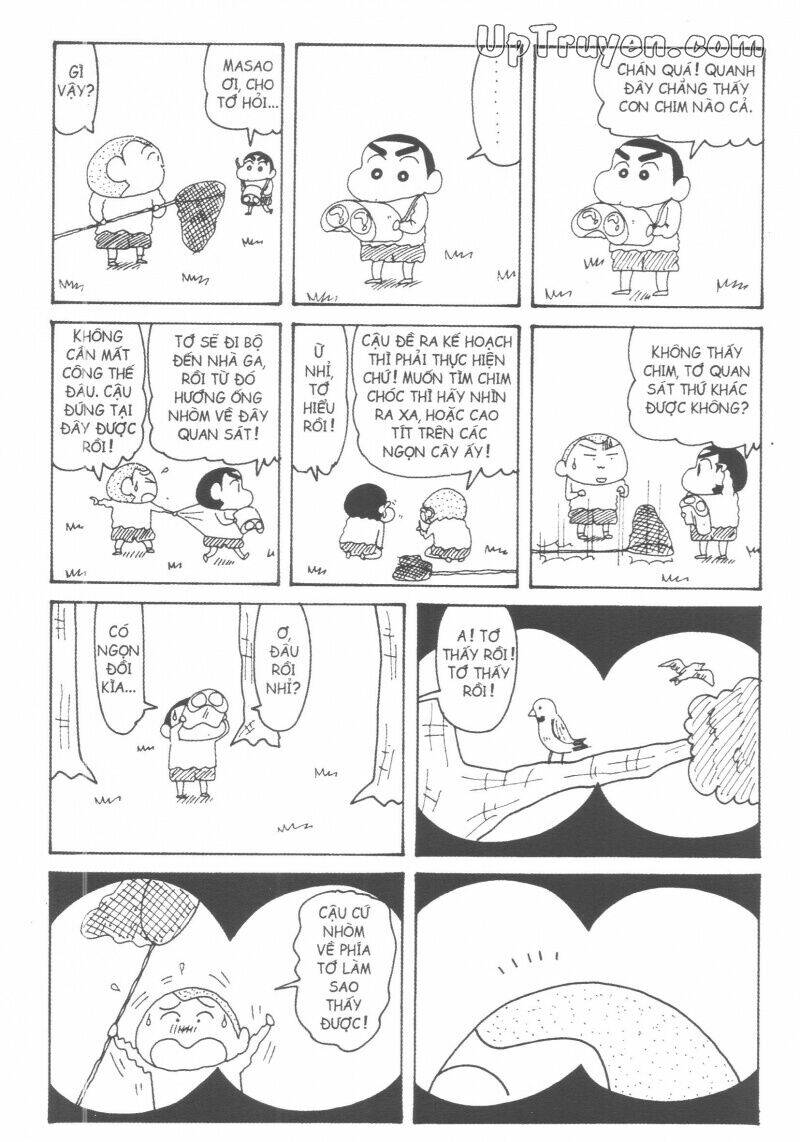 UpTruyen.com
CHÁN QUÁ! QUANH
ĐÂY CHẲNG THẤY
CON CHIM NÀO CẢ.
........
MASAO
ƠI, CHO
TỚ HỎI...
GÌ
VẬY?
KHÔNG THẤY
CHIM, TỚ QUAN
SÁT THỨ KHÁC
ĐƯỢC KHÔNG?
CẬU ĐỀ RA KẾ HOẠCH
THÌ PHẢI THỰC HIỆN
CHỨ! MUỐN TÌM CHIM
CHÓC THÌ HÃY NHÌN
RA XA, HOẶC CAO
TÍT TRÊN CÁC
NGỌN CÂY ẤY!
Ừ
NHỈ,
TỚ
HIỂU
RỒI!
TỚ SẼ ĐI BỘ
ĐẾN NHÀ GA,
RỒI TỪ ĐÓ
HƯỚNG ỐNG
NHÒM VỀ ĐÂY
QUAN SÁT!
KHÔNG
CẦN MẤT
CÔNG THẾ
ĐÂU. CẬU
ĐỨNG TẠI
ĐÂY ĐƯỢC
RỒI!
A! TỚ
THẤY RỒI!
TỚ THẤY
RỒI!
Ơ,
ĐÂU
RỒI
NHỈ?
CÓ
NGỌN
ĐỒI
KÌA...
CẬU CỨ
NHÒM
VỀ PHÍA
TỚ LÀM
SAO
THẤY
ĐƯỢC!